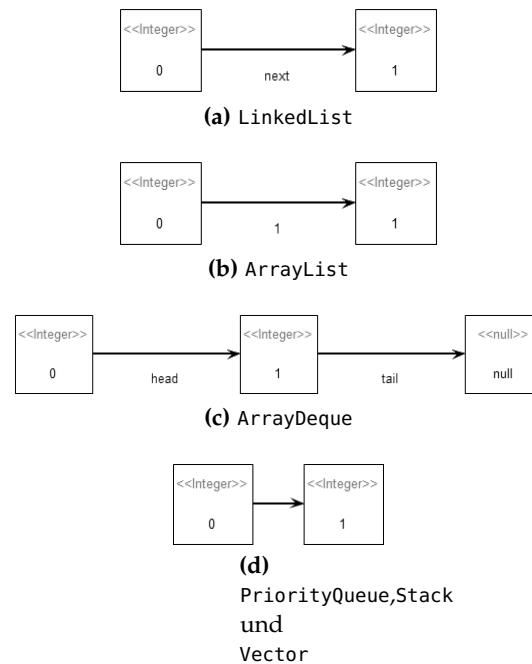 <<Integer>> <<Integer>>
0 1
next
(a) LinkedList
<<Integer>> <<Integer>>
0 1
1
(b) ArrayList
<<Integer>> <<Integer>> <<null>>
0 1 null
head tail
(c) ArrayDeque
<<Integer>> <<Integer>>
0 1
(d)
PriorityQueue,Stack
und
Vector